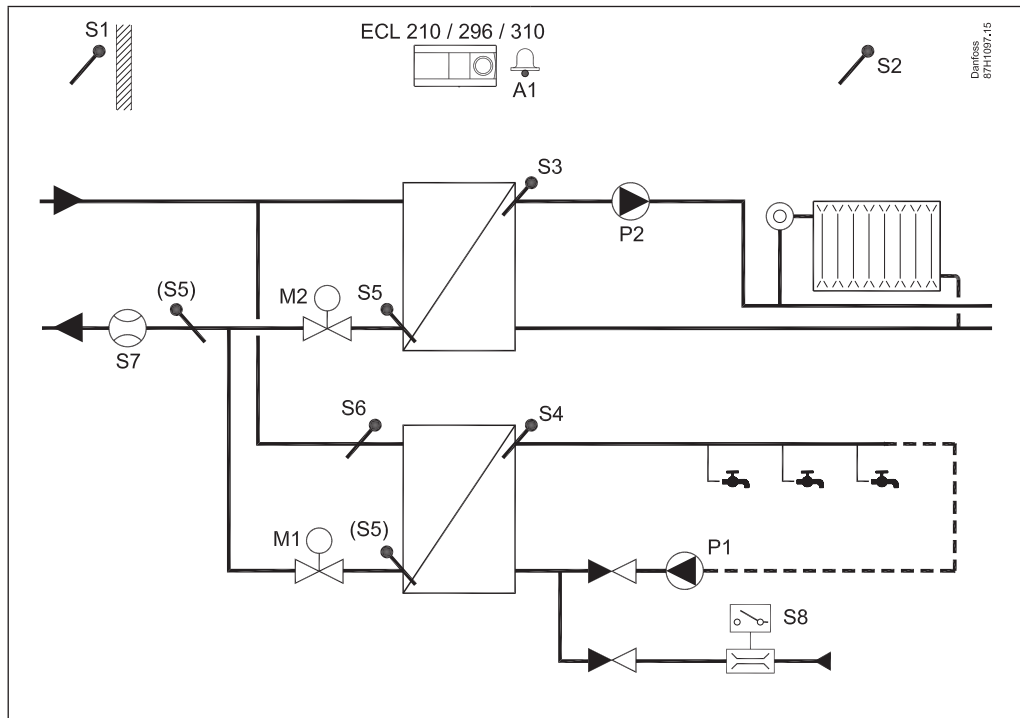 S1
ECL 210 / 296 / 310
A1
S2
Danfoss
87H1097.15
S3
P2
(S5)
M2
S5
S7
S6
S4
M1
(S5)
P1
S8